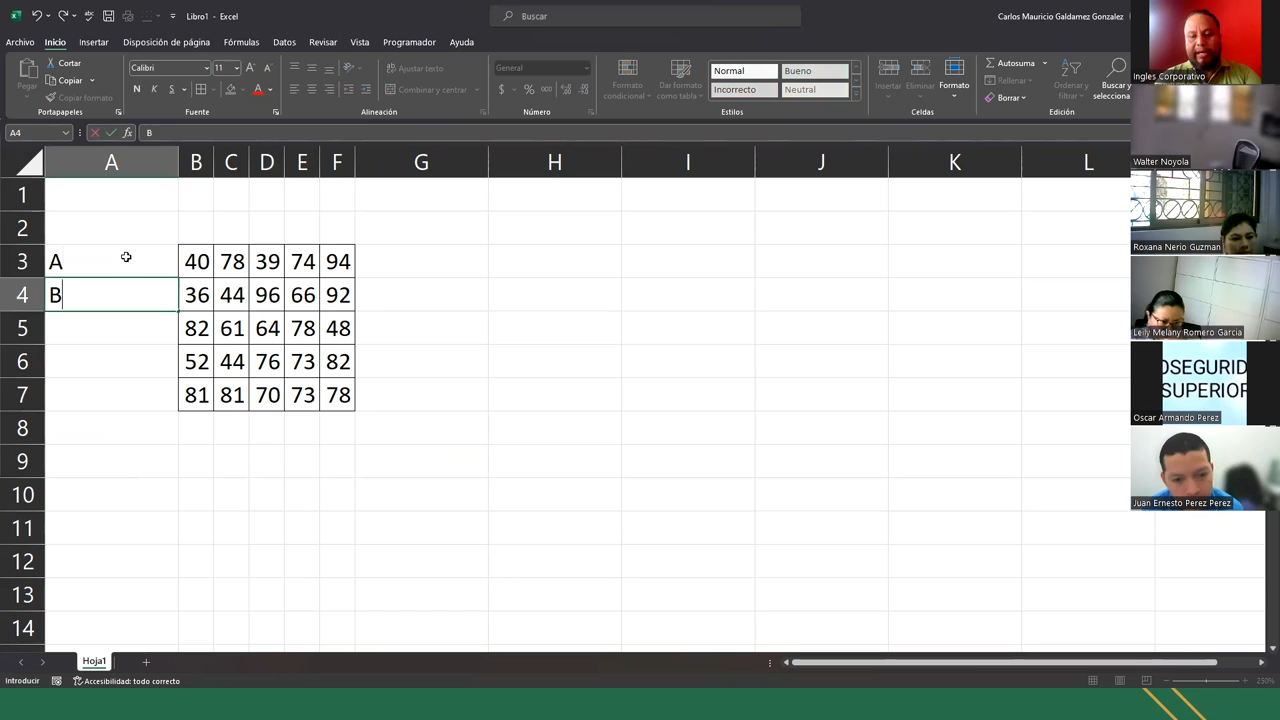 Libro1 - Excel
Buscar
Carlos Mauricio Galdamez Gonzalez
Archivo Inicio Insertar Disposición de página Fórmulas Datos Revisar Vista Programador Ayuda
Pegar
Cortar
Copiar
Copiar formato
Portapapeles
Calibri 11
N K S
Fuente
Ajustar texto
Combinar y centrar
Alineación
General
Número
Formato condicional
Dar formato como tabla
Normal Bueno
Incorrecto Neutral
Estilos
Insertar Eliminar Formato
Celdas
Autosuma
Rellenar
Borrar
Ordenar y filtrar
Buscar y selecciona
Edición
A4 fx B
A B C D E F G H I J K L
1
2
3 A 40 78 39 74 94
4 B 36 44 96 66 92
5 82 61 64 78 48
6 52 44 76 73 82
7 81 81 70 73 78
8
9
10
11
12
13
14
Hoja1
Introducir Accesibilidad: todo correcto 250%
Ingles Corporativo
Walter Noyola
Roxana Nerio Guzman
Leily Melany Romero Garcia
OSEGURID
SUPERIOR
Oscar Armando Perez
Juan Ernesto Perez Perez